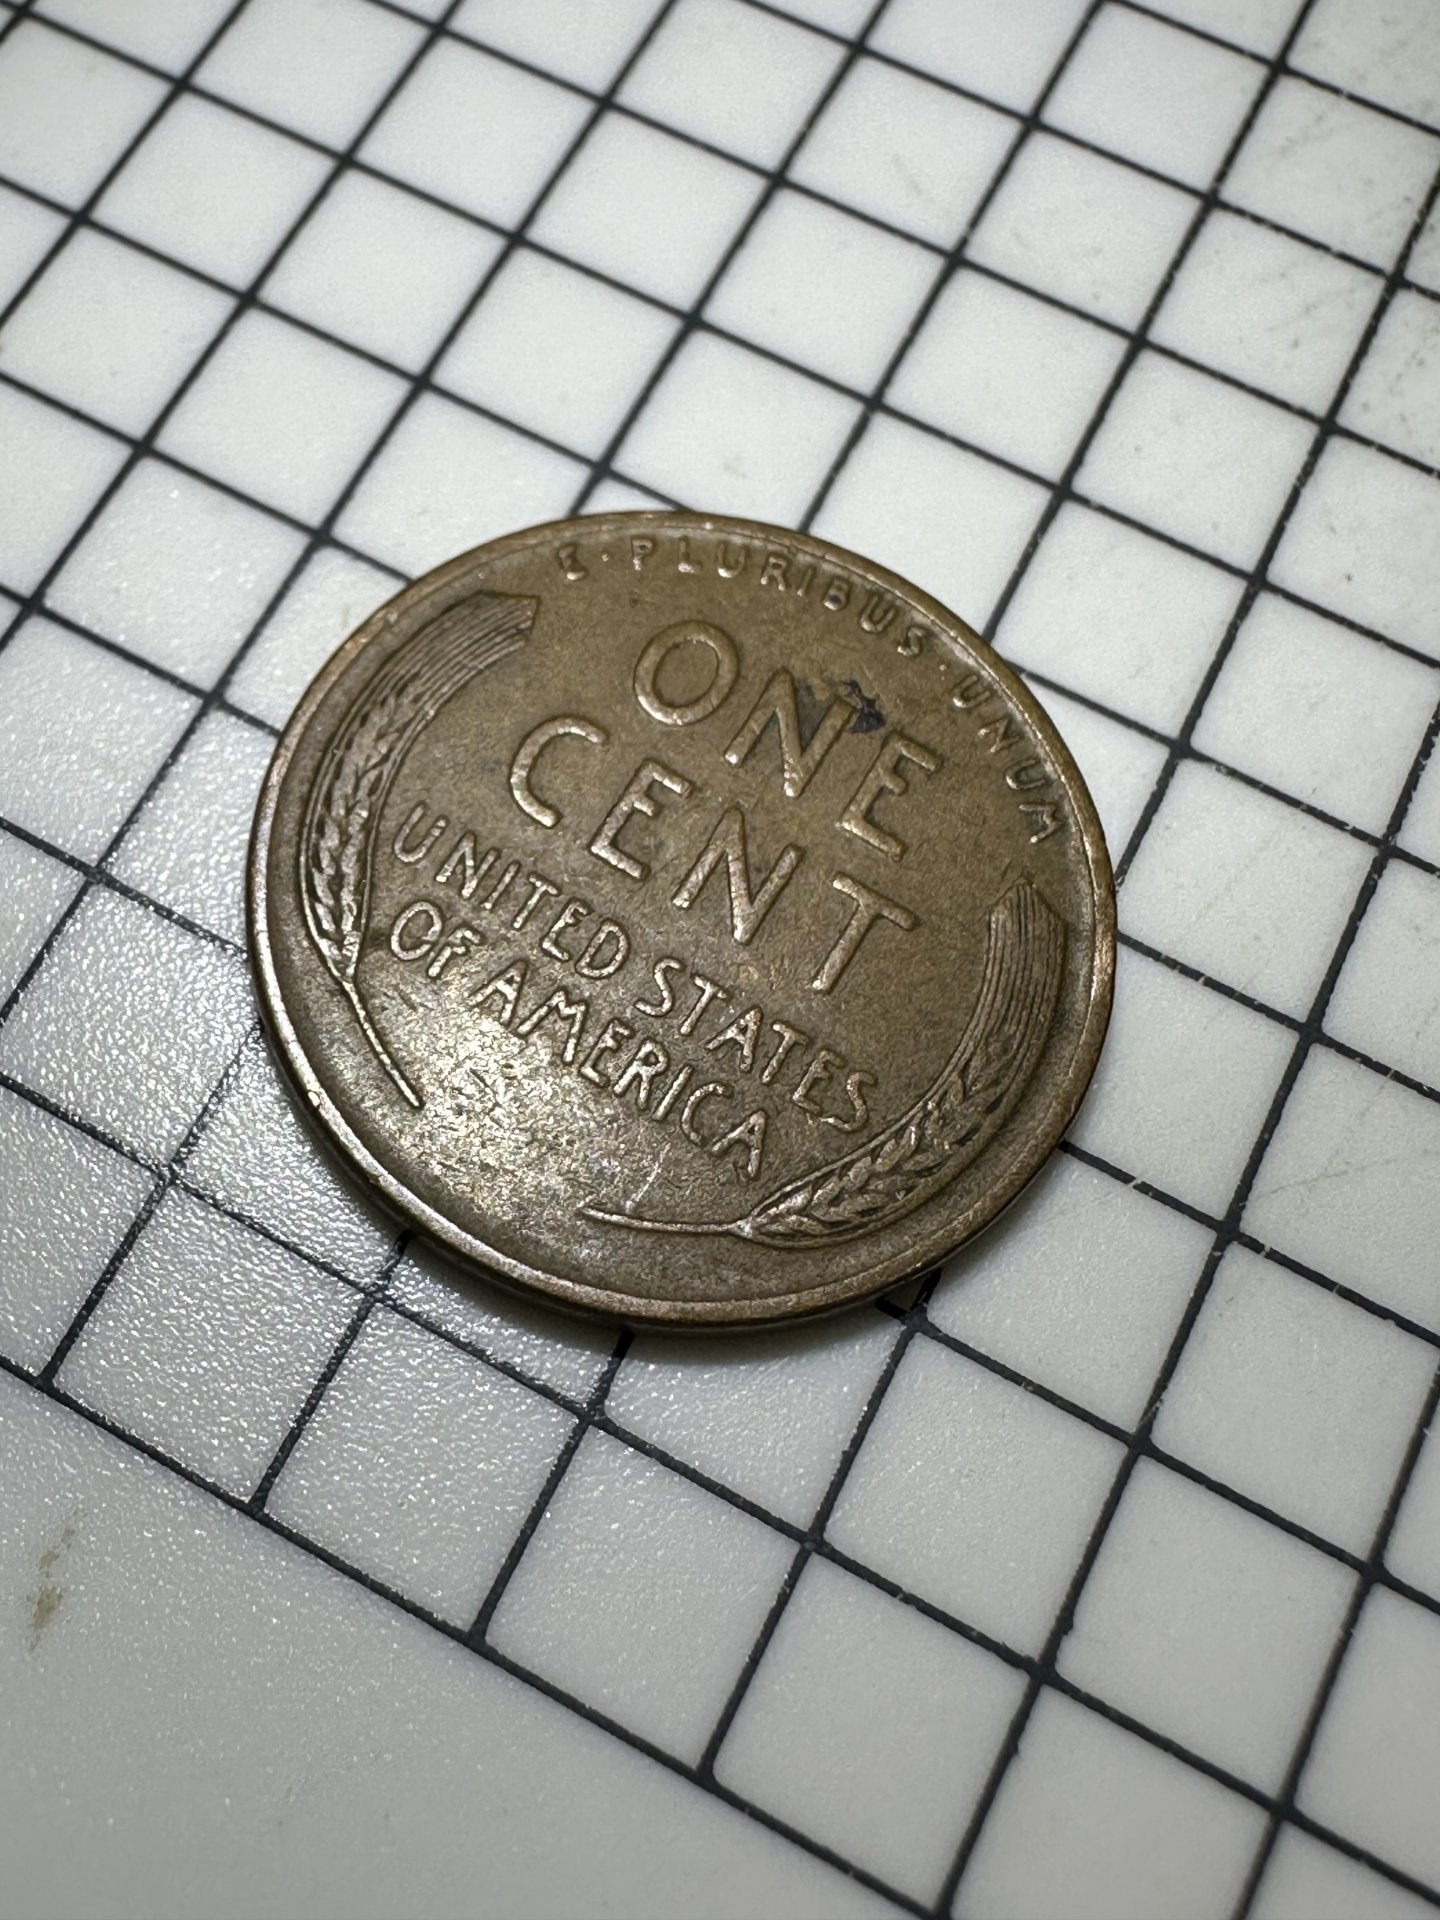 E · PLURIBUS · UNUM
ONE
CENT
UNITED STATES
OF AMERICA